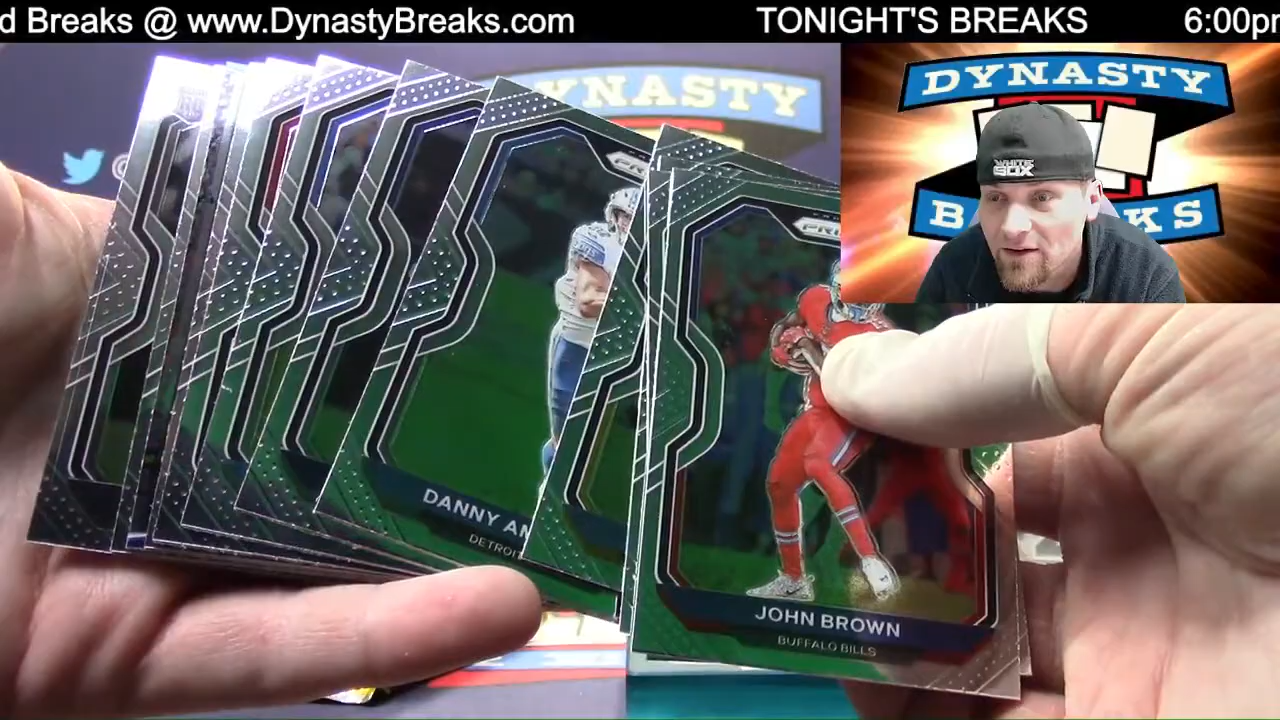 d Breaks @ www.DynastyBreaks.com TONIGHT'S BREAKS 6:00pr
DYNASTY
WHITE
SOX
DANNY AM
DETROIT
JOHN BROWN
BUFFALO BILLS